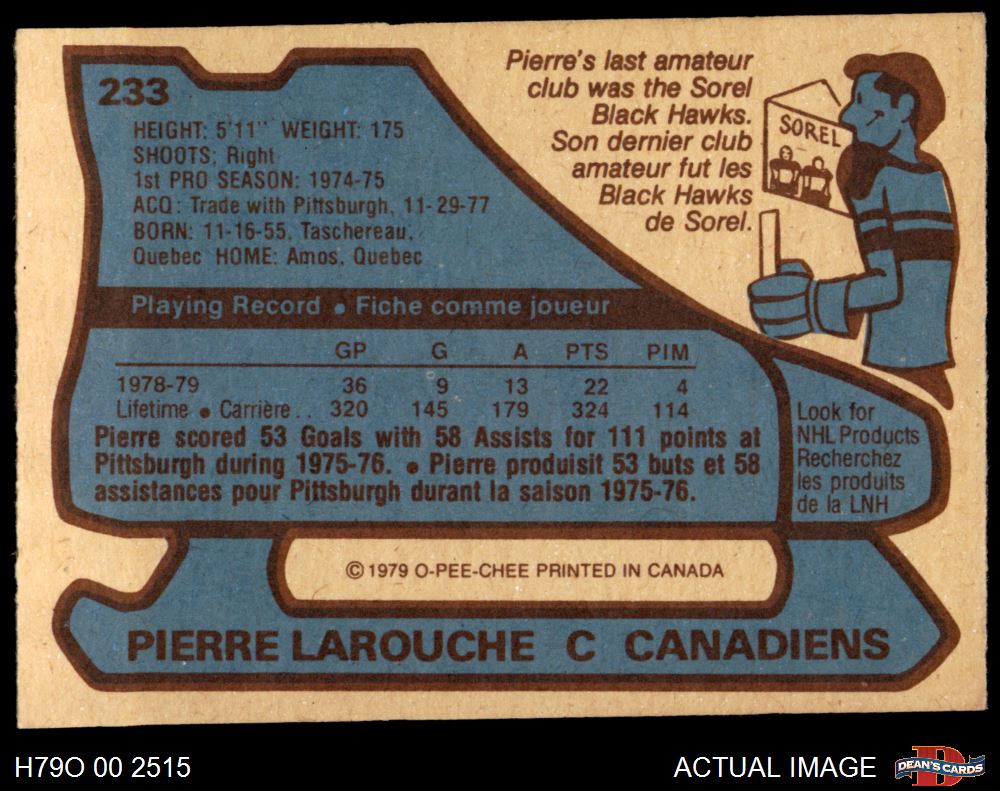 233
HEIGHT: 5'11" WEIGHT: 175
SHOOTS: Right
1st PRO SEASON: 1974-75
ACQ: Trade with Pittsburgh, 11-29-77
BORN: 11-16-55, Taschereau,
Quebec HOME: Amos, Quebec
Pierre's last amateur
club was the Sorel
Black Hawks.
Son dernier club
amateur fut les
Black Hawks
de Sorel.
SOREL
Playing Record • Fiche comme joueur
GP G A PTS PIM
1978-79 36 9 13 22 4
Lifetime • Carrière.. 320 145 179 324 114
Pierre scored 53 Goals with 58 Assists for 111 points at
Pittsburgh during 1975-76. • Pierre produisit 53 buts et 58
assistances pour Pittsburgh durant la saison 1975-76.
Look for
NHL Products
Recherchez
les produits
de la LNH
© 1979 O-PEE-CHEE PRINTED IN CANADA
PIERRE LAROUCHE C CANADIENS
H79O 00 2515
ACTUAL IMAGE
DEAN'S CARDS